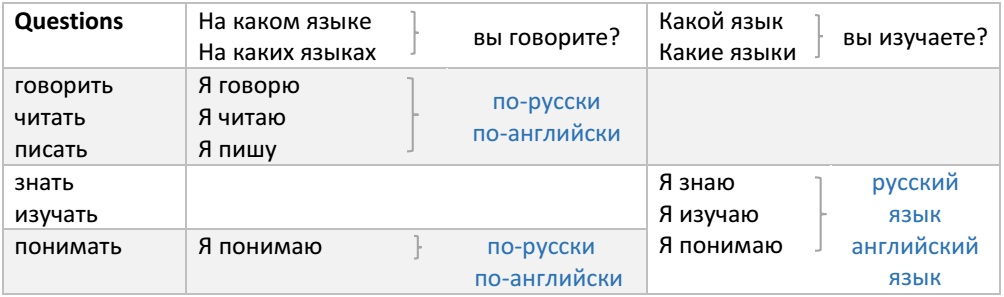 Questions
На каком языке
На каких языках
вы говорите?
Какой язык
Какие языки
вы изучаете?
говорить
читать
писать
Я говорю
Я читаю
Я пишу
по-русски
по-английски
знать
изучать
Я знаю
Я изучаю
Я понимаю
русский
язык
английский
язык
понимать
Я понимаю
по-русски
по-английски